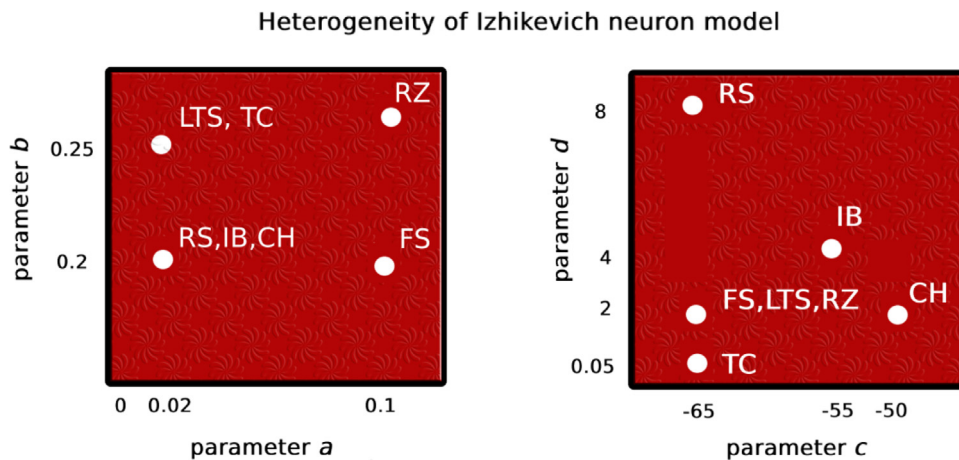 Heterogeneity of Izhikevich neuron model
RZ
LTS, TC
0.25
RS,IB,CH
FS
0.2
parameter b
0
0.02
0.1
parameter a
RS
8
IB
4
FS,LTS,RZ
CH
2
TC
0.05
parameter d
-65
-55
-50
parameter c